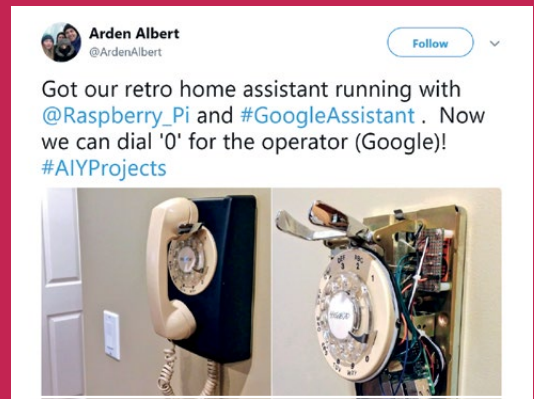 Arden Albert
@ArdenAlbert
Follow
Got our retro home assistant running with
@Raspberry_Pi and #GoogleAssistant . Now
we can dial '0' for the operator (Google)!
#AIYProjects